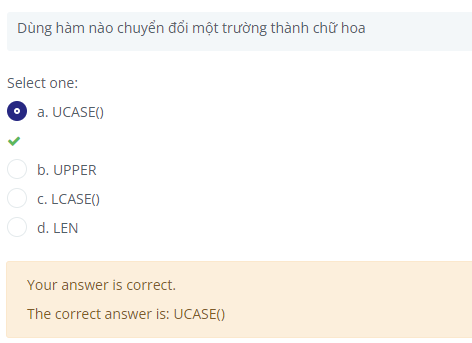 Dùng hàm nào chuyển đổi một trường thành chữ hoa
Select one:
a. UCASE()
b. UPPER
c. LCASE()
d. LEN
Your answer is correct.
The correct answer is: UCASE()